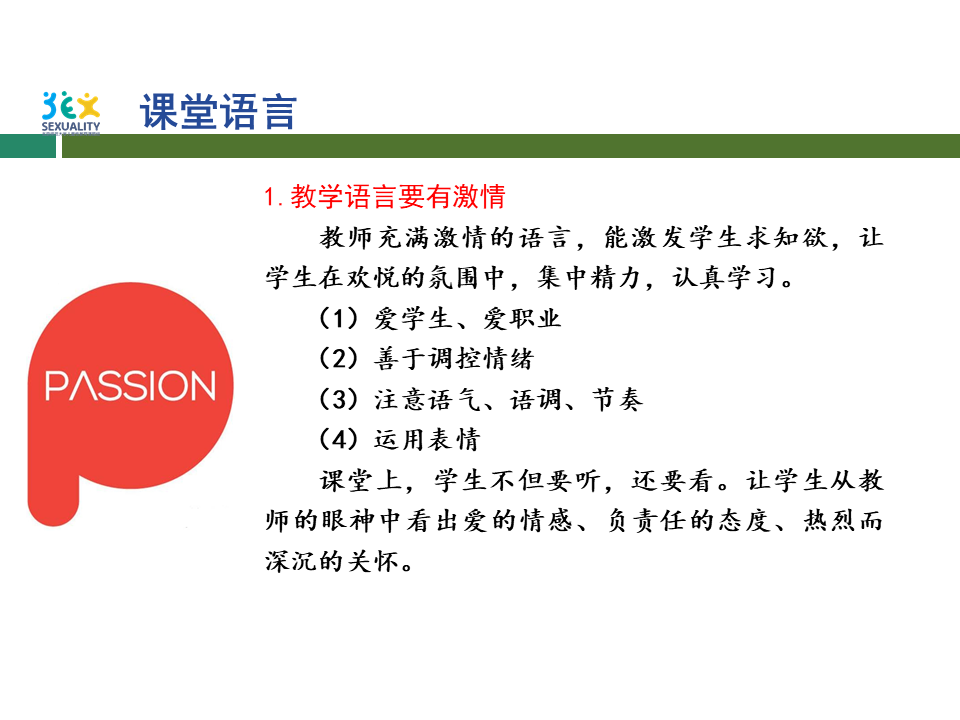 SEXUALITY
课堂语言
1.教学语言要有激情
教师充满激情的语言，能激发学生求知欲，让
学生在欢悦的氛围中，集中精力，认真学习。
（1）爱学生、爱职业
（2）善于调控情绪
（3）注意语气、语调、节奏
（4）运用表情
课堂上，学生不但要听，还要看。让学生从教
师的眼神中看出爱的情感、负责任的态度、热烈而
深沉的关怀。
PASSION